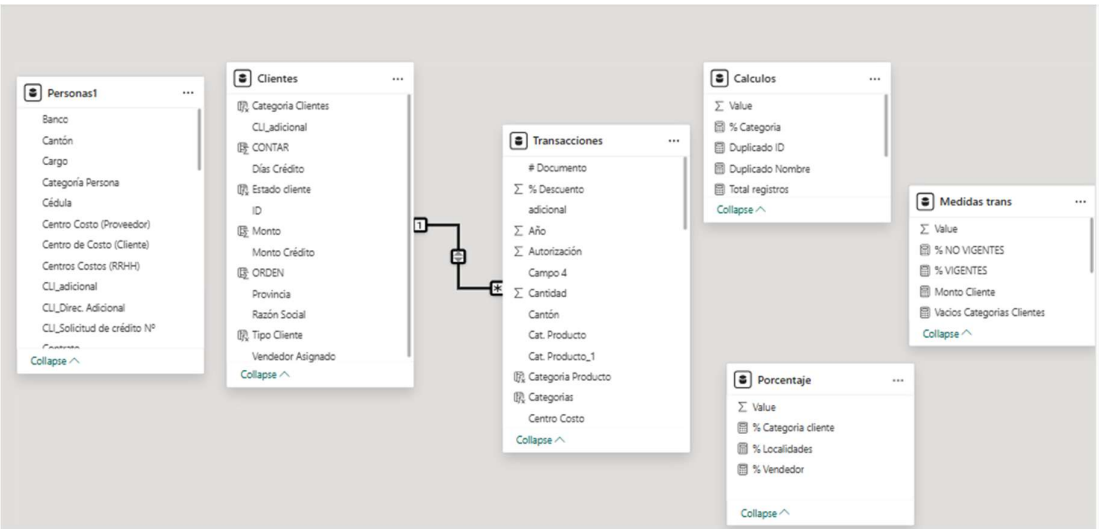 Personas1
Banco
Cantón
Cargo
Categoría Persona
Cédula
Centro Costo (Proveedor)
Centro de Costo (Cliente)
Centros Costos (RRHH)
CLI_adicional
CLI_Direc. Adicional
CLI_Solicitud de crédito Nº
Contrato
Collapse
Clientes
Categoria Clientes
CLI_adicional
CONTAR
Días Crédito
Estado cliente
ID
Monto
Monto Crédito
ORDEN
Provincia
Razón Social
Tipo Cliente
Vendedor Asignado
Collapse
1
*
Transacciones
# Documento
% Descuento
adicional
Año
Autorización
Campo 4
Cantidad
Cantón
Cat. Producto
Cat. Producto_1
Categoria Producto
Categorias
Centro Costo
Collapse
Calculos
Value
% Categoria
Duplicado ID
Duplicado Nombre
Total registros
Collapse
Medidas trans
Value
% NO VIGENTES
% VIGENTES
Monto Cliente
Vacios Categorias Clientes
Collapse
Porcentaje
Value
% Categoria cliente
% Localidades
% Vendedor
Collapse